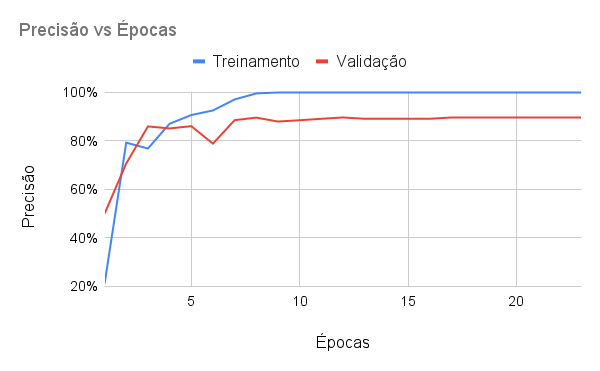 Precisão vs Épocas
Treinamento Validação
100%
80%
60%
40%
20%
Precisão
5 10 15 20
Épocas